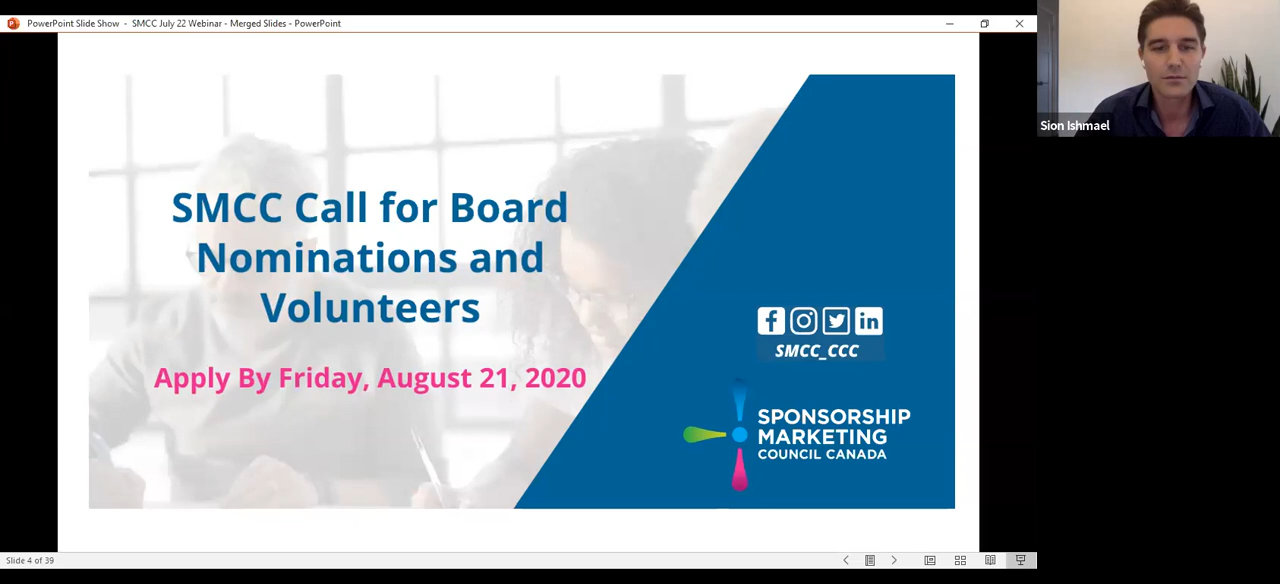 PowerPoint Slide Show - SMCC July 22 Webinar - Merged Slides - PowerPoint
Sion Ishmael
SMCC Call for Board
Nominations and
Volunteers
Apply By Friday, August 21, 2020
SMCC_CCC
SPONSORSHIP
MARKETING
COUNCIL CANADA
Slide 4 of 39